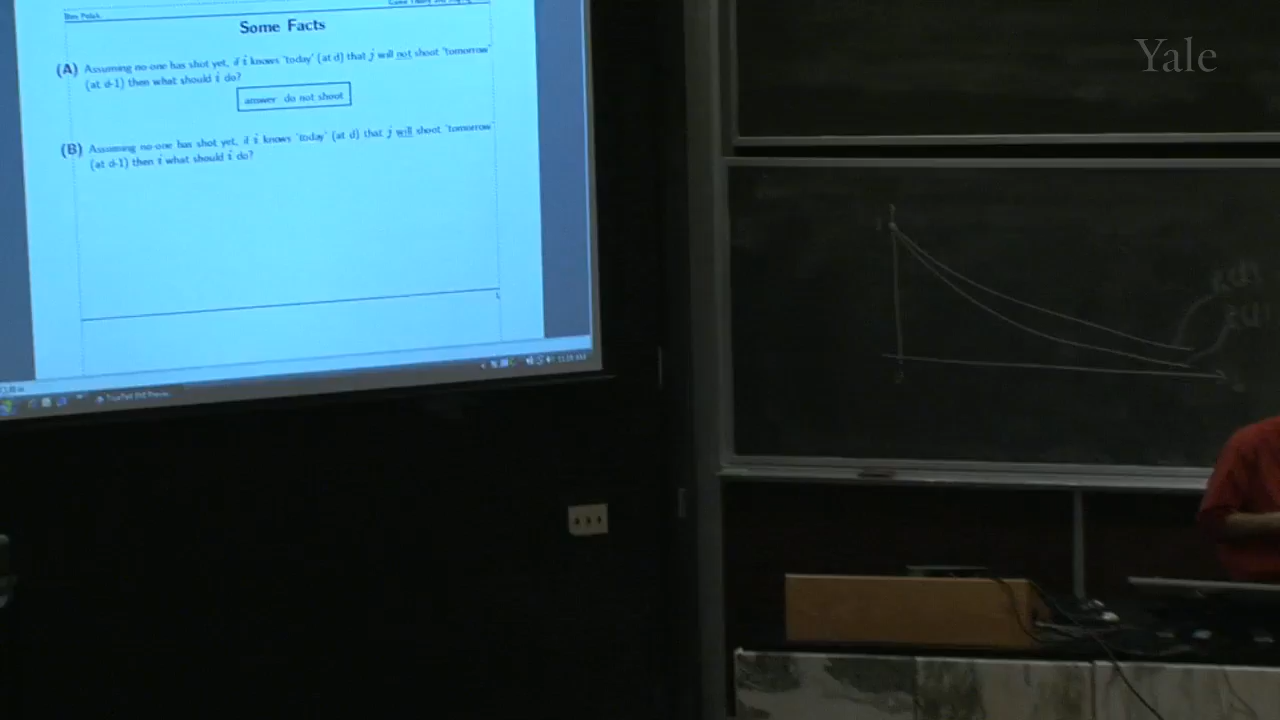 Ben Polak
Some Facts
Yale
(A) Assuming no-one has shot yet, if i knows 'today' (at d) that j will not shoot 'tomorrow'
(at d-1) then what should i do?
answer do not shoot
(B) Assuming no-one has shot yet, if i knows 'today' (at d) that j will shoot 'tomorrow'
(at d-1) then i what should i do?